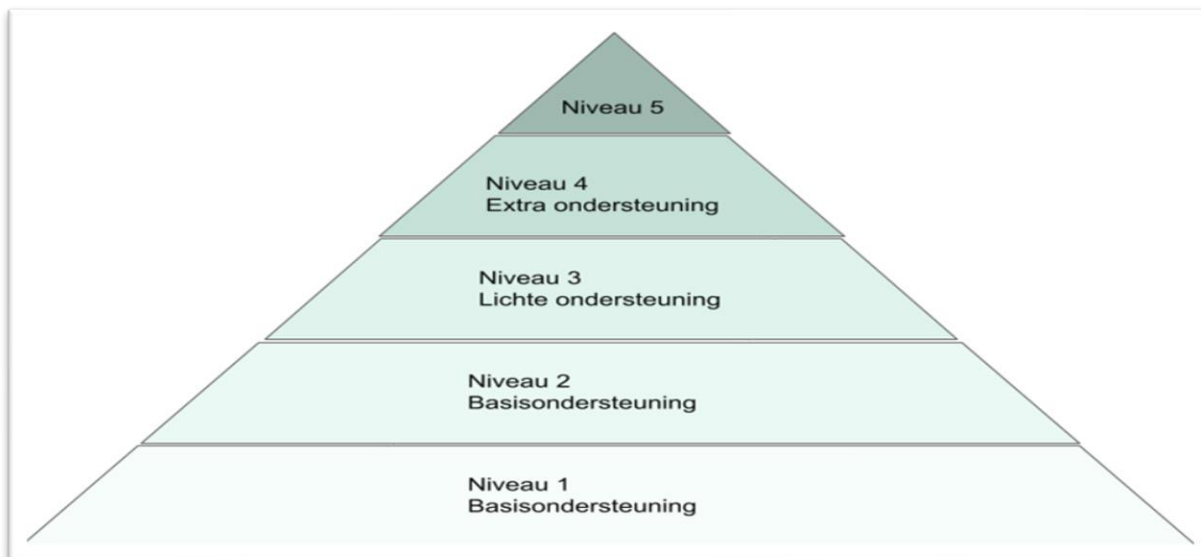 Niveau 5
Niveau 4
Extra ondersteuning
Niveau 3
Lichte ondersteuning
Niveau 2
Basisondersteuning
Niveau 1
Basisondersteuning